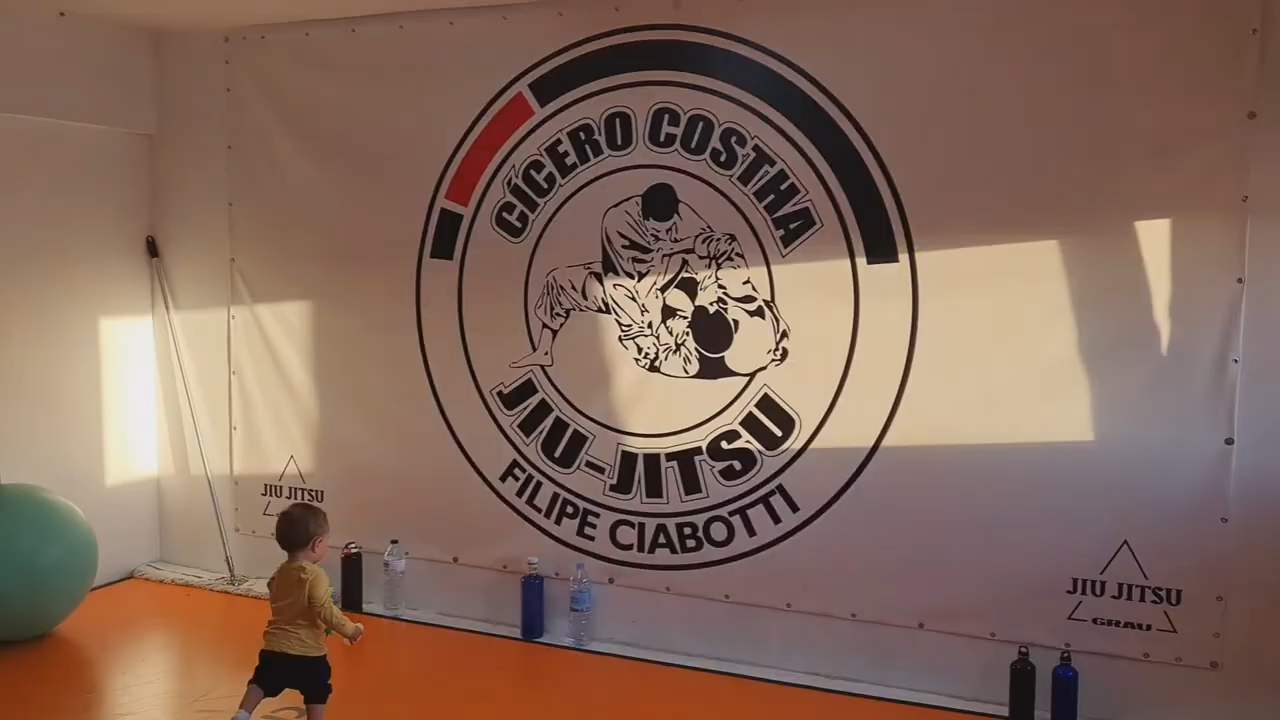 CÍCERO COSTHA
JIU-JITSU
FILIPE CIABOTTI
JIU JITSU
JIU JITSU
GRAU